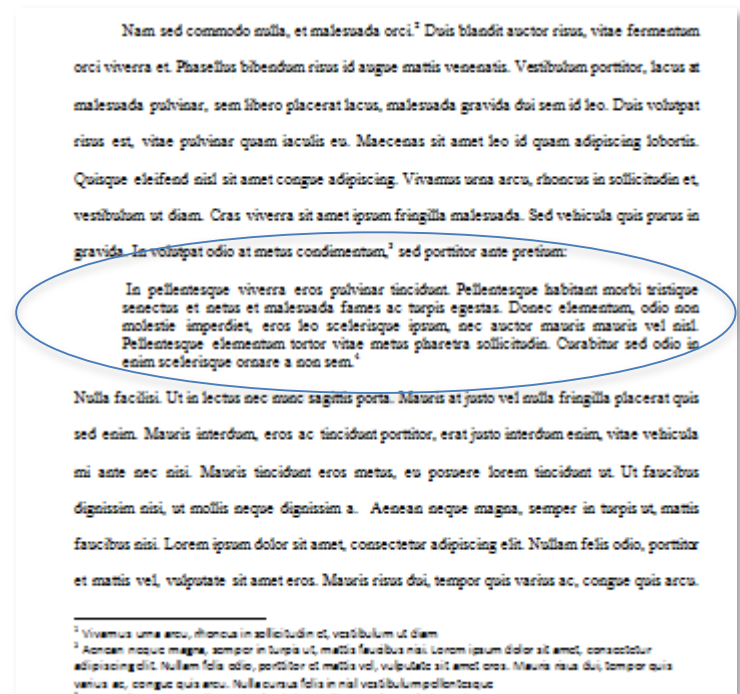 Nam sed commodo nulla, et malesuada orci.² Duis blandit auctor risus, vitae fermentum
orci viverra et. Phasellus bibendum risus id augue mattis venenatis. Vestibulum porttitor, lacus at
malesuada pulvinar, sem libero placerat lacus, malesuada gravida dui sem id leo. Duis volutpat
risus est, vitae pulvinar quam iaculis eu. Maecenas sit amet leo id quam adipiscing lobortis.
Quisque eleifend nisl sit amet congue adipiscing. Vivamus urna arcu, rhoncus in sollicitudin et,
vestibulum ut diam. Cras viverra sit amet ipsum fringilla malesuada. Sed vehicula quis purus in
gravida. In volutpat odio at metus condimentum,³ sed porttitor ante pretium:
In pellentesque viverra eros pulvinar tincidunt. Pellentesque habitant morbi tristique
senectus et netus et malesuada fames ac turpis egestas. Donec elementum, odio non
molestie imperdiet, eros leo scelerisque ipsum, nec auctor mauris mauris vel nisl.
Pellentesque elementum tortor vitae metus pharetra sollicitudin. Curabitur sed odio in
enim scelerisque ornare a non sem.⁴
Nulla facilisi. Ut in lectus nec nunc sagittis porta. Mauris at justo vel nulla fringilla placerat quis
sed enim. Mauris interdum, eros ac tincidunt porttitor, erat justo interdum enim, vitae vehicula
mi ante nec nisi. Mauris tincidunt eros metus, eu posuere lorem tincidunt ut. Ut faucibus
dignissim nisi, ut mollis neque dignissim a. Aenean neque magna, semper in turpis ut, mattis
faucibus nisi. Lorem ipsum dolor sit amet, consectetur adipiscing elit. Nullam felis odio, porttitor
et mattis vel, vulputate sit amet eros. Mauris risus dui, tempor quis varius ac, congue quis arcu.
Vivamus urna arcu, rhoncus in sollicitudin et, vestibulum ut diam
Aenean neque magna, semper in turpis ut, mattis faucibus nisi. Lorem ipsum dolor sit amet, consectetur
adipiscing elit. Nullam felis odio, porttitor et mattis vel, vulputate sit amet eros. Mauris risus dui, tempor quis
varius ac, congue quis arcu. Nulla cursus felis in nisl vestibulum pellentesque